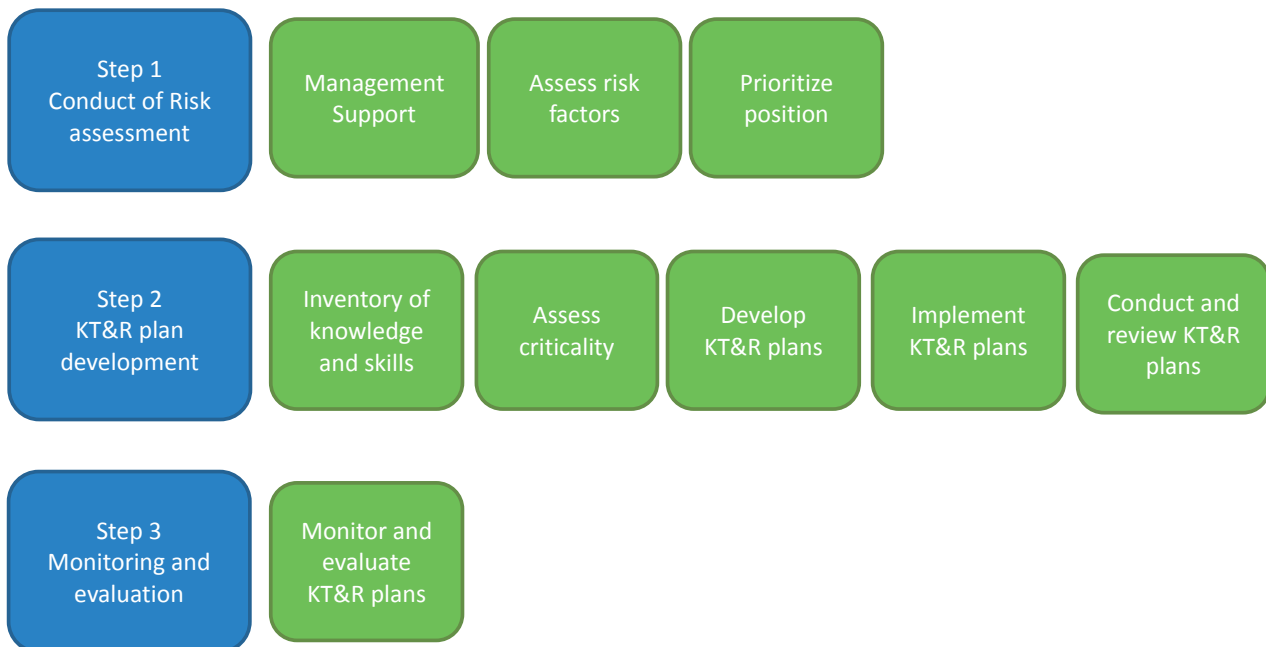 Step 1
Conduct of Risk
assessment
Management
Support
Assess risk
factors
Prioritize
position
Step 2
KT&R plan
development
Inventory of
knowledge
and skills
Assess
criticality
Develop
KT&R plans
Implement
KT&R plans
Conduct and
review KT&R
plans
Step 3
Monitoring and
evaluation
Monitor and
evaluate
KT&R plans